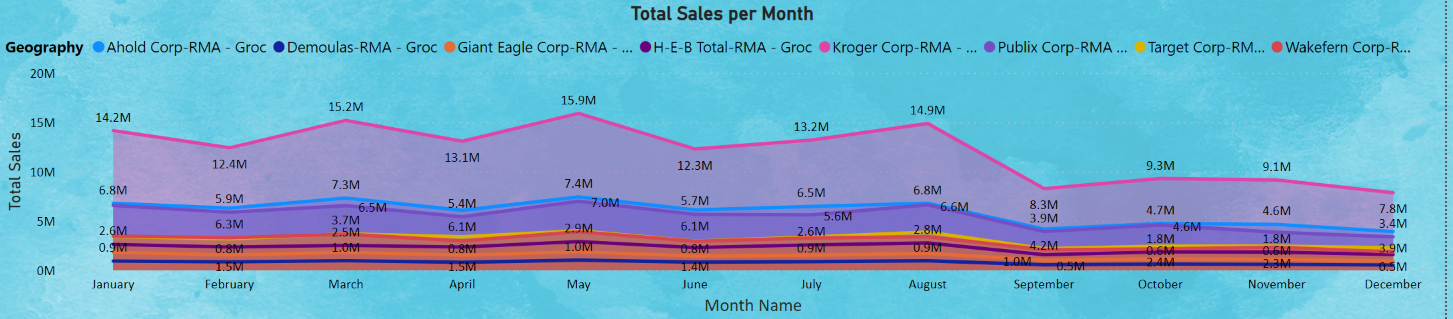 Total Sales per Month
Geography Ahold Corp-RMA - Groc Demoulas-RMA - Groc Giant Eagle Corp-RMA - ... H-E-B Total-RMA - Groc Kroger Corp-RMA - ... Publix Corp-RMA ... Target Corp-RM... Wakefern Corp-R...
20M
15M
10M
5M
0M
Total Sales
14.2M 12.4M 15.2M 13.1M 15.9M 12.3M 13.2M 14.9M 8.3M 9.3M 9.1M 7.8M
6.8M 5.9M 7.3M 5.4M 7.4M 5.7M 6.5M 6.8M 3.9M 4.7M 4.6M 3.4M
6.3M 6.5M 6.1M 7.0M 6.1M 5.6M 6.6M 4.2M 4.6M 3.9M
2.6M 3.7M 2.9M 2.6M 2.8M 1.8M 1.8M
2.5M
0.9M 0.8M 1.0M 0.8M 1.0M 0.8M 0.9M 0.9M 1.0M 0.6M 0.6M
1.5M 1.5M 1.4M 0.5M 2.4M 2.3M 0.5M
January February March April May June July August September October November December
Month Name